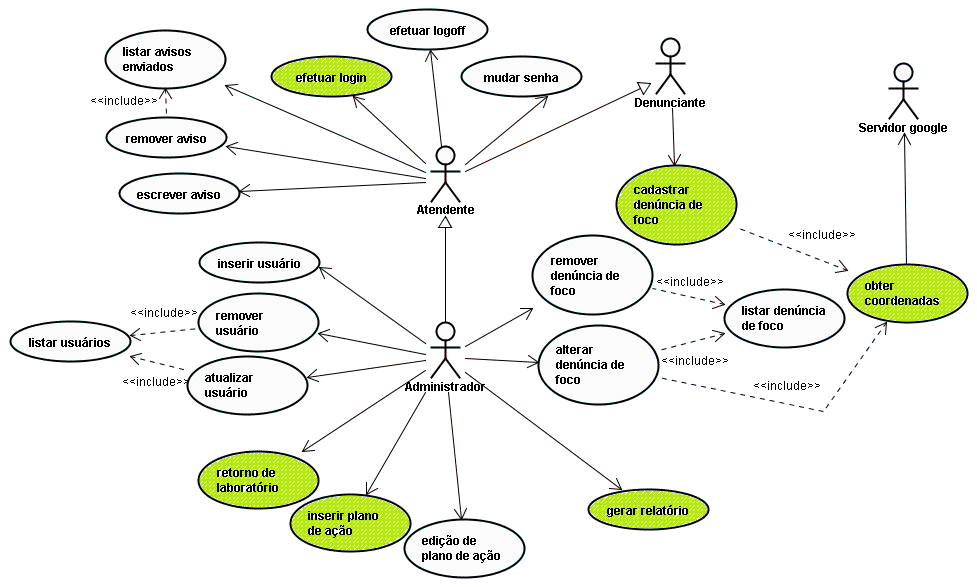 efetuar logoff
listar avisos
enviados
efetuar login
mudar senha
<<include>>
Denunciante
Servidor google
remover aviso
escrever aviso
Atendente
cadastrar
denúncia de
foco
<<include>>
inserir usuário
remover
denúncia de
foco
<<include>>
obter
coordenadas
<<include>>
remover
usuário
listar denúncia
de foco
listar usuários
alterar
denúncia de
foco
<<include>>
<<include>>
atualizar
usuário
Administrador
<<include>>
retorno de
laboratório
inserir plano
de ação
gerar relatório
edição de
plano de ação